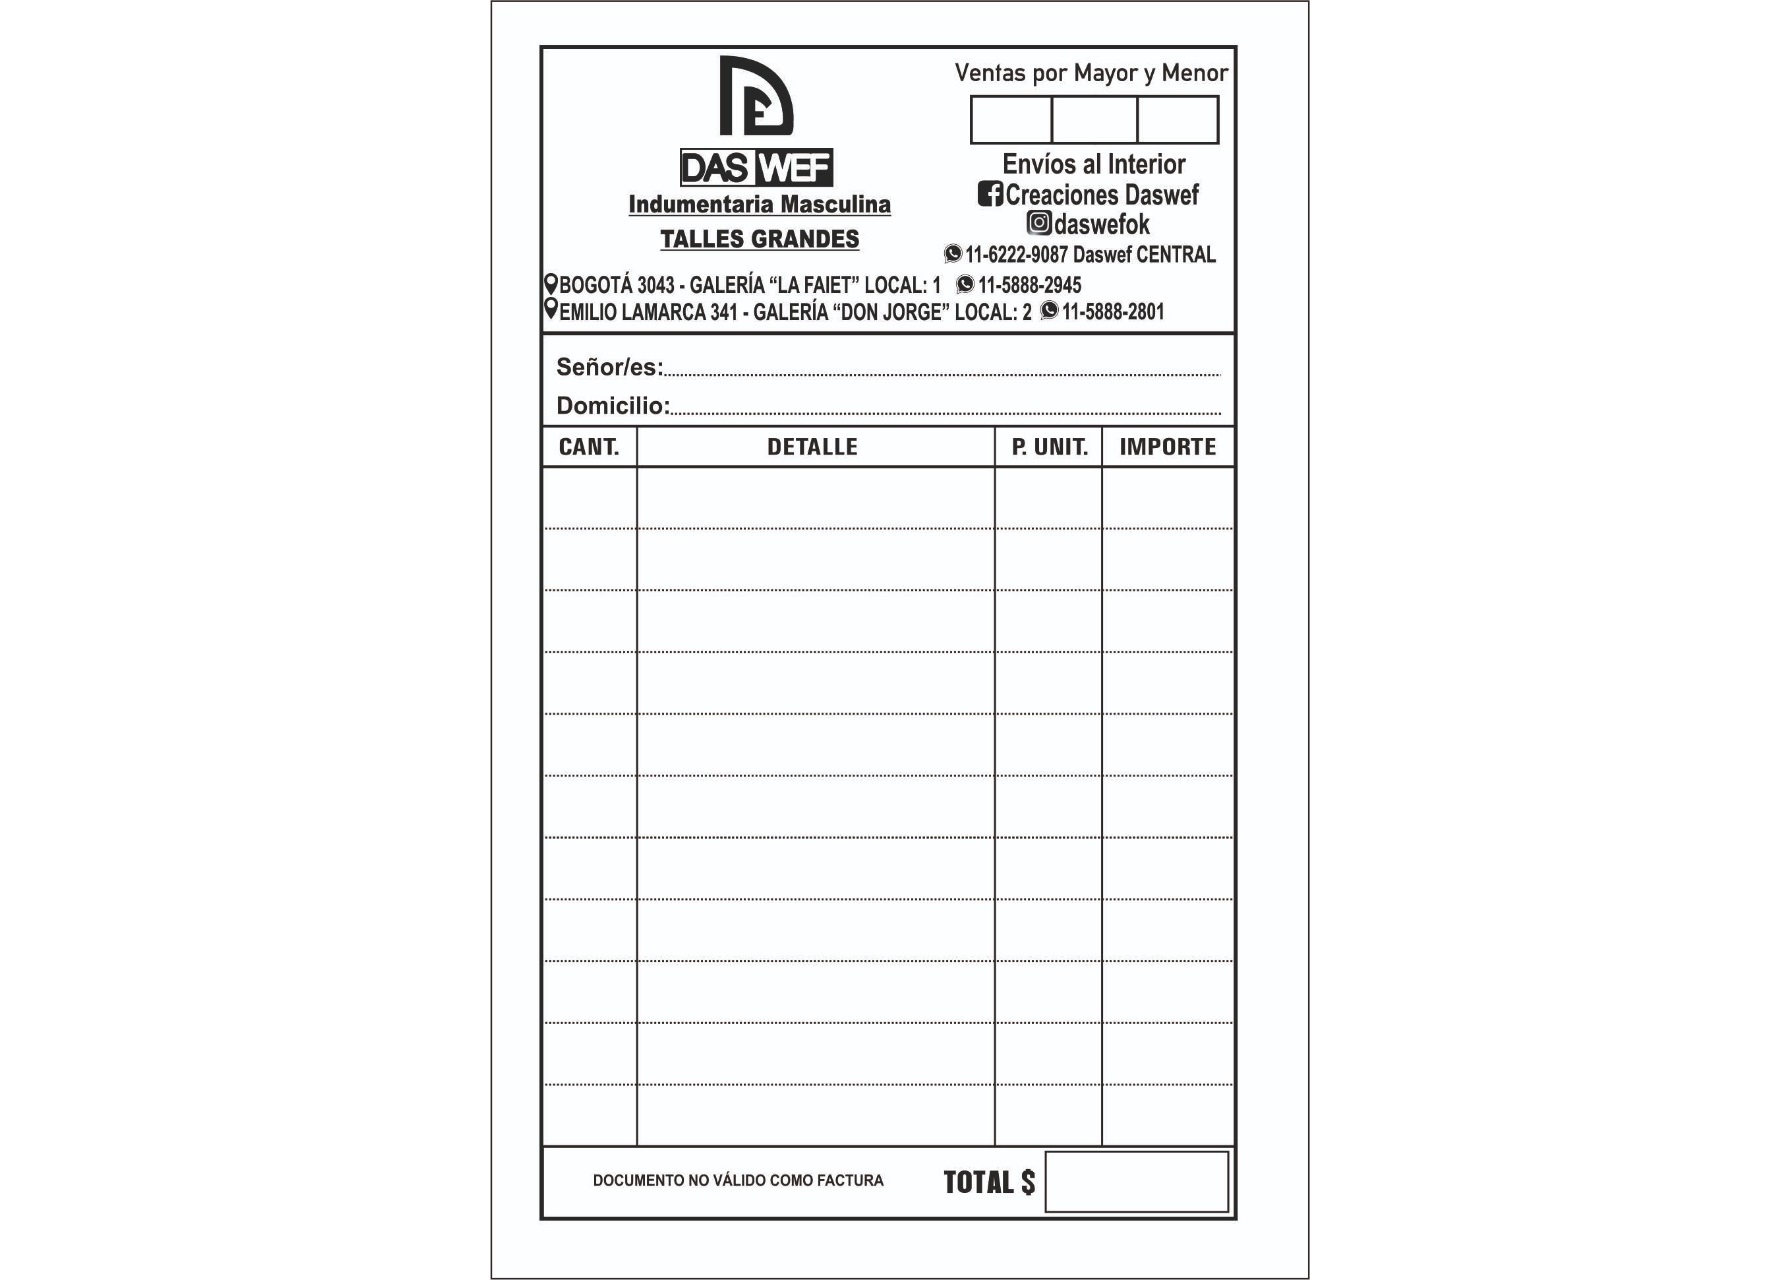 DAS WEF
Indumentaria Masculina
TALLES GRANDES
Ventas por Mayor y Menor
Envíos al Interior
Creaciones Daswef
daswefok
11-6222-9087 Daswef CENTRAL
BOGOTÁ 3043 - GALERÍA “LA FAIET” LOCAL: 1 11-5888-2945
EMILIO LAMARCA 341 - GALERÍA “DON JORGE” LOCAL: 2 11-5888-2801
Señor/es:
Domicilio:
CANT. DETALLE P. UNIT. IMPORTE
DOCUMENTO NO VÁLIDO COMO FACTURA TOTAL $